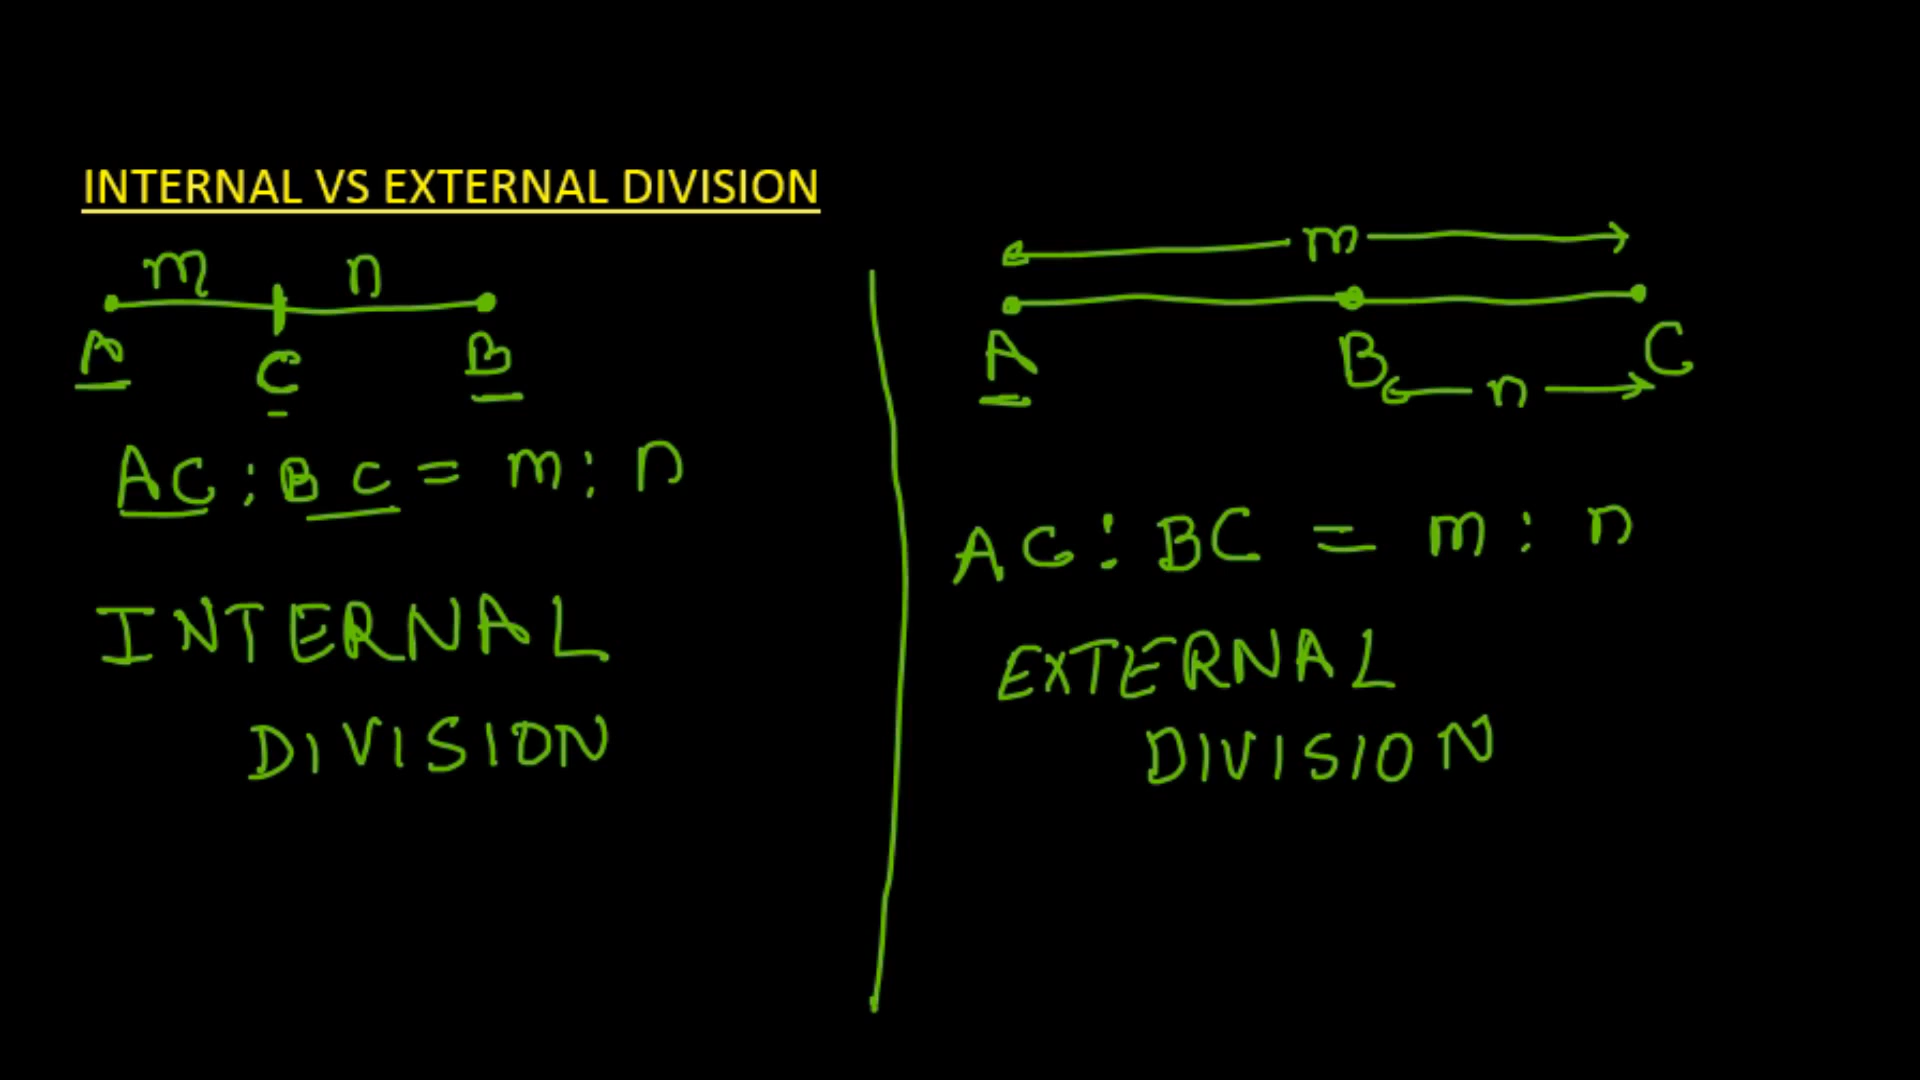 INTERNAL VS EXTERNAL DIVISION
m n
A C B
AC : BC = m : n
INTERNAL
DIVISION
m
A B C
n
AC : BC = m : n
EXTERNAL
DIVISION